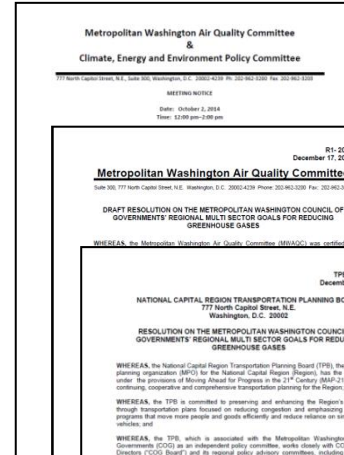 Metropolitan Washington Air Quality Committee
&
Climate, Energy and Environment Policy Committee
777 North Capitol Street, N.E., Suite 300, Washington, D.C. 20002-4239 Ph: 202-962-3200 Fax: 202-962-3203
MEETING NOTICE
Date: October 2, 2014
Time: 12:00 pm–2:00 pm
R1- 20
December 17, 20
Metropolitan Washington Air Quality Committee
Suite 300, 777 North Capitol Street, N.E. Washington, D.C. 20002-4239 Phone: 202-962-3200 Fax: 202-962-3
DRAFT RESOLUTION ON THE METROPOLITAN WASHINGTON COUNCIL OF
GOVERNMENTS' REGIONAL MULTI SECTOR GOALS FOR REDUCING
GREENHOUSE GASES
WHEREAS, the Metropolitan Washington Air Quality Committee (MWAQC) was certified
TPB
Decemb
NATIONAL CAPITAL REGION TRANSPORTATION PLANNING BO
777 North Capitol Street, N.E.
Washington, D.C. 20002
RESOLUTION ON THE METROPOLITAN WASHINGTON COUNCI
GOVERNMENTS' REGIONAL MULTI SECTOR GOALS FOR REDU
GREENHOUSE GASES
WHEREAS, the National Capital Region Transportation Planning Board (TPB), the
planning organization (MPO) for the National Capital Region (Region), has the
under the provisions of Moving Ahead for Progress in the 21st Century (MAP-21
continuing, cooperative and comprehensive transportation planning for the Region;
WHEREAS, the TPB is committed to preserving and enhancing the Region's
through transportation plans focused on reducing congestion and emphasizing
programs that move more people and goods efficiently and reduce reliance on sin
vehicles, and
WHEREAS, the TPB, which is associated with the Metropolitan Washington
Governments (COG) as an independent policy committee, works closely with CO
Directors ("COG Board") and its regional policy advisory committees, including